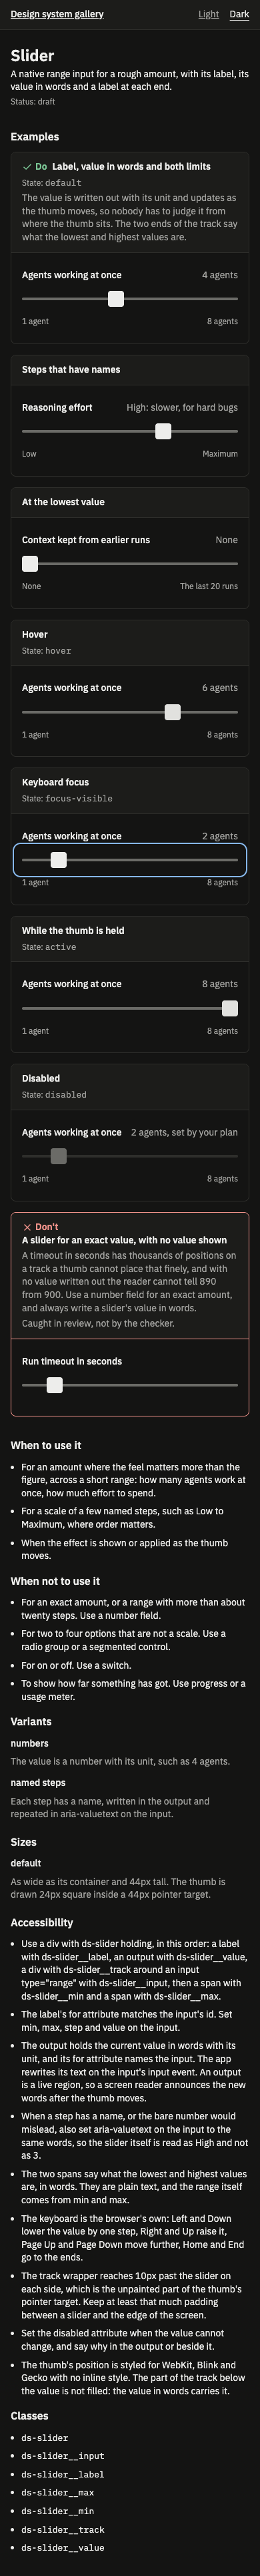 Design system gallery
Light
Dark
Slider
A native range input for a rough amount, with its label, its
value in words and a label at each end.
Status: draft
Examples
Do Label, value in words and both limits
State: default
The value is written out with its unit and updates as
the thumb moves, so nobody has to judge it from
where the thumb sits. The two ends of the track say
what the lowest and highest values are.
Agents working at once
4 agents
1 agent
8 agents
Steps that have names
Reasoning effort
High: slower, for hard bugs
Low
Maximum
At the lowest value
Context kept from earlier runs
None
None
The last 20 runs
Hover
State: hover
Agents working at once
6 agents
1 agent
8 agents
Keyboard focus
State: focus-visible
Agents working at once
2 agents
1 agent
8 agents
While the thumb is held
State: active
Agents working at once
8 agents
1 agent
8 agents
Disabled
State: disabled
Agents working at once
2 agents, set by your plan
1 agent
8 agents
Don't
A slider for an exact value, with no value shown
A timeout in seconds has thousands of positions on
a track a thumb cannot place that finely, and with
no value written out the reader cannot tell 890
from 900. Use a number field for an exact amount,
and always write a slider's value in words.
Caught in review, not by the checker.
Run timeout in seconds
When to use it
For an amount where the feel matters more than the
figure, across a short range: how many agents work at
once, how much effort to spend.
For a scale of a few named steps, such as Low to
Maximum, where order matters.
When the effect is shown or applied as the thumb
moves.
When not to use it
For an exact amount, or a range with more than about
twenty steps. Use a number field.
For two to four options that are not a scale. Use a
radio group or a segmented control.
For on or off. Use a switch.
To show how far something has got. Use progress or a
usage meter.
Variants
numbers
The value is a number with its unit, such as 4 agents.
named steps
Each step has a name, written in the output and
repeated in aria-valuetext on the input.
Sizes
default
As wide as its container and 44px tall. The thumb is
drawn 24px square inside a 44px pointer target.
Accessibility
Use a div with ds-slider holding, in this order: a label
with ds-slider__label, an output with ds-slider__value,
a div with ds-slider__track around an input
type="range" with ds-slider__input, then a span with
ds-slider__min and a span with ds-slider__max.
The label's for attribute matches the input's id. Set
min, max, step and value on the input.
The output holds the current value in words with its
unit, and its for attribute names the input. The app
rewrites its text on the input's input event. An output
is a live region, so a screen reader announces the new
words after the thumb moves.
When a step has a name, or the bare number would
mislead, also set aria-valuetext on the input to the
same words, so the slider itself is read as High and not
as 3.
The two spans say what the lowest and highest values
are, in words. They are plain text, and the range itself
comes from min and max.
The keyboard is the browser's own: Left and Down
lower the value by one step, Right and Up raise it,
Page Up and Page Down move further, Home and End
go to the ends.
The track wrapper reaches 10px past the slider on
each side, which is the unpainted part of the thumb's
pointer target. Keep at least that much padding
between a slider and the edge of the screen.
Set the disabled attribute when the value cannot
change, and say why in the output or beside it.
The thumb's position is styled for WebKit, Blink and
Gecko with no inline style. The part of the track below
the value is not filled: the value in words carries it.
Classes
ds-slider
ds-slider__input
ds-slider__label
ds-slider__max
ds-slider__min
ds-slider__track
ds-slider__value